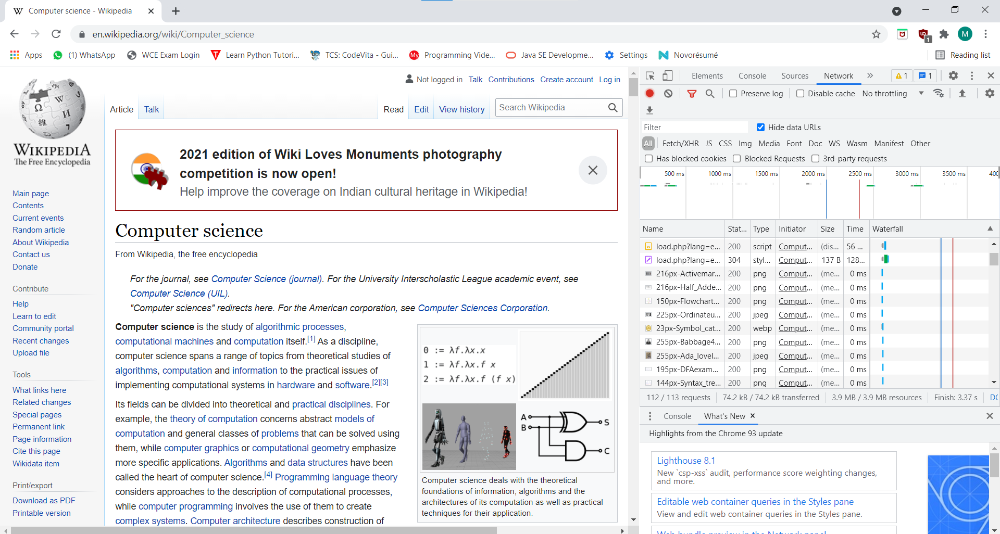 Computer science - Wikipedia
en.wikipedia.org/wiki/Computer_science
1
M
Apps
(1) WhatsApp
WCE Exam Login
Learn Python Tutori...
TCS: CodeVita - Gui...
Programming Vide...
Java SE Developme...
Settings
Novorésumé
Reading list
WIKIPEDIA
The Free Encyclopedia
Main page
Contents
Current events
Random article
About Wikipedia
Contact us
Donate
Contribute
Help
Learn to edit
Community portal
Recent changes
Upload file
Tools
What links here
Related changes
Special pages
Permanent link
Page information
Cite this page
Wikidata item
Print/export
Download as PDF
Printable version
Not logged in Talk Contributions Create account Log in
Article Talk
Read Edit View history
Search Wikipedia
2021 edition of Wiki Loves Monuments photography
competition is now open!
Help improve the coverage on Indian cultural heritage in Wikipedia!
Computer science
From Wikipedia, the free encyclopedia
For the journal, see Computer Science (journal). For the University Interscholastic League academic event, see
Computer Science (UIL).
"Computer sciences" redirects here. For the American corporation, see Computer Sciences Corporation.
Computer science is the study of algorithmic processes,
computational machines and computation itself.[1] As a discipline,
computer science spans a range of topics from theoretical studies of
algorithms, computation and information to the practical issues of
implementing computational systems in hardware and software.[2][3]
Its fields can be divided into theoretical and practical disciplines. For
example, the theory of computation concerns abstract models of
computation and general classes of problems that can be solved using
them, while computer graphics or computational geometry emphasize
more specific applications. Algorithms and data structures have been
called the heart of computer science.[4] Programming language theory
considers approaches to the description of computational processes,
while computer programming involves the use of them to create
complex systems. Computer architecture describes construction of
0 := λf.λx.x
1 := λf.λx.f x
2 := λf.λx.f (f x)
A
B
S
C
Computer science deals with the theoretical
foundations of information, algorithms and the
architectures of its computation as well as practical
techniques for their application.
Elements Console Sources Network
1
1
Preserve log Disable cache No throttling
Filter
Hide data URLs
All Fetch/XHR JS CSS Img Media Font Doc WS Wasm Manifest Other
Has blocked cookies Blocked Requests 3rd-party requests
500 ms 1000 ms 1500 ms 2000 ms 2500 ms 3000 ms 3500 ms
Name Stat... Type Initiator Size Time Waterfall
load.php?lang=e... 200 script Comput... (dis... 56 ...
load.php?lang=e... 304 styl... Comput... 137 B 128...
216px-Activemar... 200 png Comput... (me... 0 ms
216px-Half_Adde... 200 png Comput... (me... 0 ms
150px-Flowchart... 200 png Comput... (me... 0 ms
225px-Ordinateu... 200 jpeg Comput... (me... 0 ms
23px-Symbol_cat... 200 webp Comput... (me... 0 ms
255px-Babbage4... 200 png Comput... (me... 0 ms
255px-Ada_lovel... 200 jpeg Comput... (me... 0 ms
195px-DFAexam... 200 png Comput... (me... 0 ms
144px-Syntax_tre... 200 png Comput... (me... 0 ms
112 / 113 requests 74.2 kB / 74.2 kB transferred 3.9 MB / 3.9 MB resources Finish: 3.37 s
Console What's New
Highlights from the Chrome 93 update
Lighthouse 8.1
New `csp-xss` audit, performance score weighting changes,
and more.
Editable web container queries in the Styles pane
View and edit web container queries in the Styles pane.
Web bundle preview in the Network panel